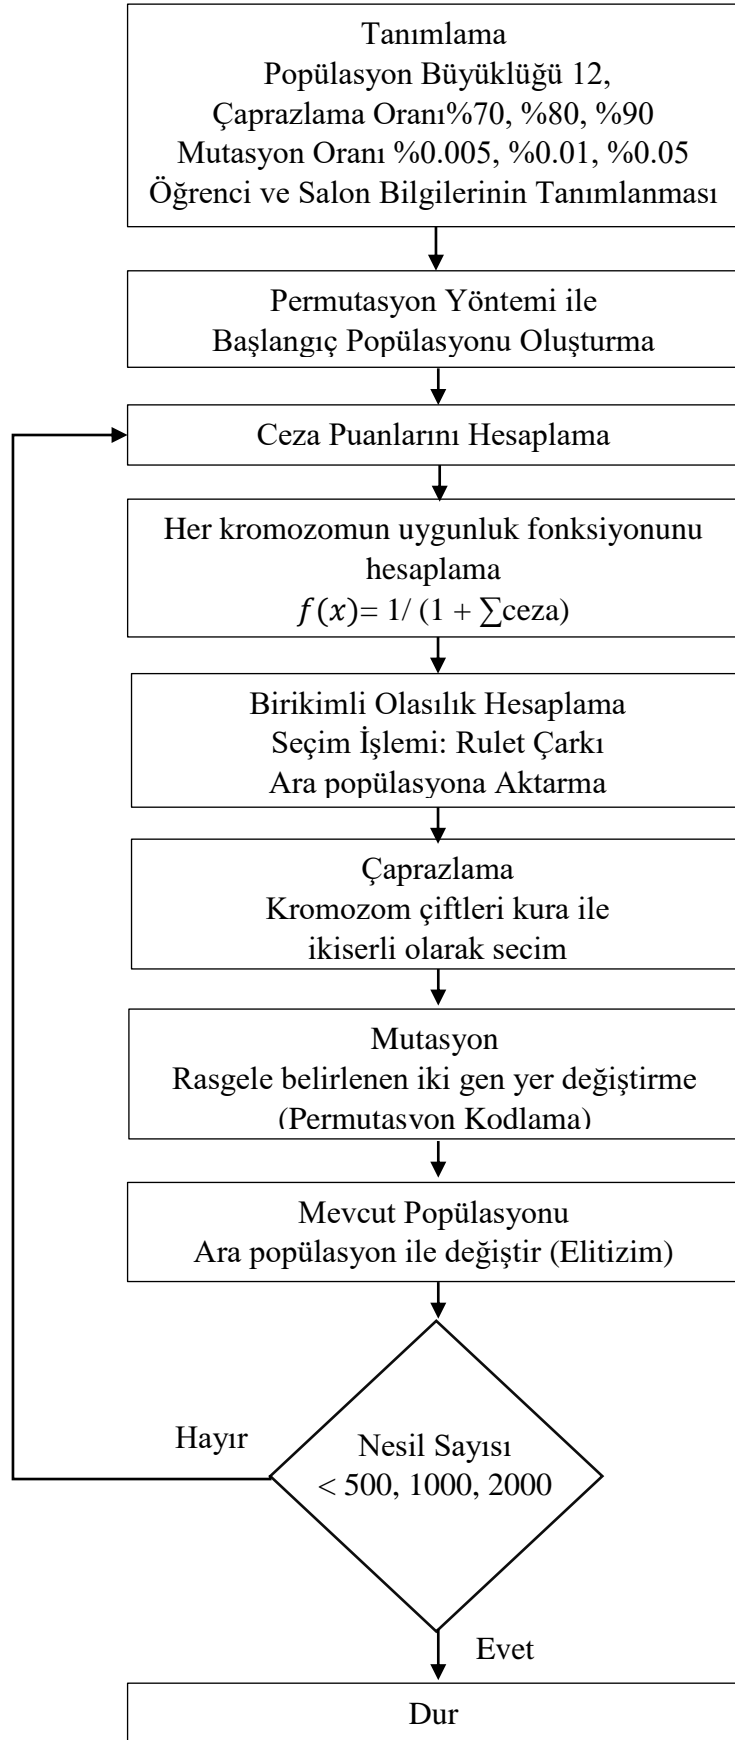 Tanımlama
Popülasyon Büyüklüğü 12,
Çaprazlama Oranı%70, %80, %90
Mutasyon Oranı %0.005, %0.01, %0.05
Öğrenci ve Salon Bilgilerinin Tanımlanması
Permutasyon Yöntemi ile
Başlangıç Popülasyonu Oluşturma
Ceza Puanlarını Hesaplama
Her kromozomun uygunluk fonksiyonunu
hesaplama
f(x)= 1/ (1 + ∑ceza)
Birikimli Olasılık Hesaplama
Seçim İşlemi: Rulet Çarkı
Ara popülasyona Aktarma
Çaprazlama
Kromozom çiftleri kura ile
ikişerli olarak seçim
Mutasyon
Rasgele belirlenen iki gen yer değiştirme
(Permutasyon Kodlama)
Mevcut Popülasyonu
Ara popülasyon ile değiştir (Elitizim)
Hayır
Nesil Sayısı
< 500, 1000, 2000
Evet
Dur